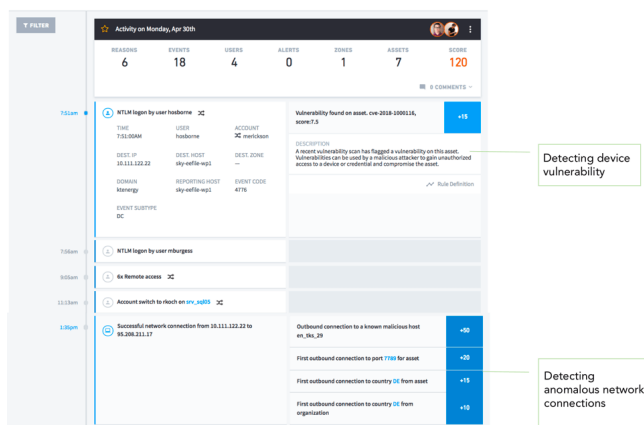 FILTER
Activity on Monday, Apr 30th
REASONS EVENTS USERS ALERTS ZONES ASSETS SCORE
6 18 4 0 1 7 120
0 COMMENTS
7:51am
NTLM logon by user hosborne
TIME USER ACCOUNT
7:51:00AM hosborne merickson
DEST. IP DEST. HOST DEST. ZONE
10.111.122.22 sky-eefile-wp1 —
DOMAIN REPORTING HOST EVENT CODE
ktenergy sky-eefile-wp1 4776
EVENT SUBTYPE
DC
Vulnerability found on asset. cve-2018-1000116,
score:7.5
+15
DESCRIPTION
A recent vulnerability scan has flagged a vulnerability on this asset.
Vulnerabilities can be used by a malicious attacker to gain unauthorized
access to a device or credential and compromise the asset.
Rule Definition
Detecting device
vulnerability
NTLM logon by user mburgess
6x Remote access
Account switch to rkoch on srv_sql05
1:30pm
Successful network connection from 10.111.122.22 to
95.208.211.17
Outbound connection to a known malicious host
en_tks_29
+50
First outbound connection to port 7789 for asset
+20
First outbound connection to country DE from asset
+15
First outbound connection to country DE from
organization
+10
Detecting
anomalous network
connections